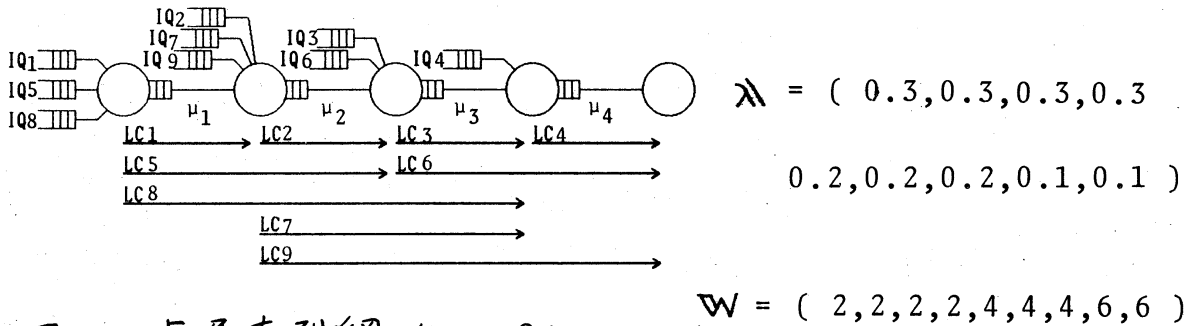 IQ2
IQ7
IQ9
IQ3
IQ6
IQ4
IQ1
IQ5
IQ8
μ1
μ2
μ3
μ4
LC1
LC2
LC3
LC4
LC5
LC6
LC8
LC7
LC9
λ = ( 0.3,0.3,0.3,0.3
0.2,0.2,0.2,0.1,0.1 )
W = ( 2,2,2,2,4,4,4,6,6 )